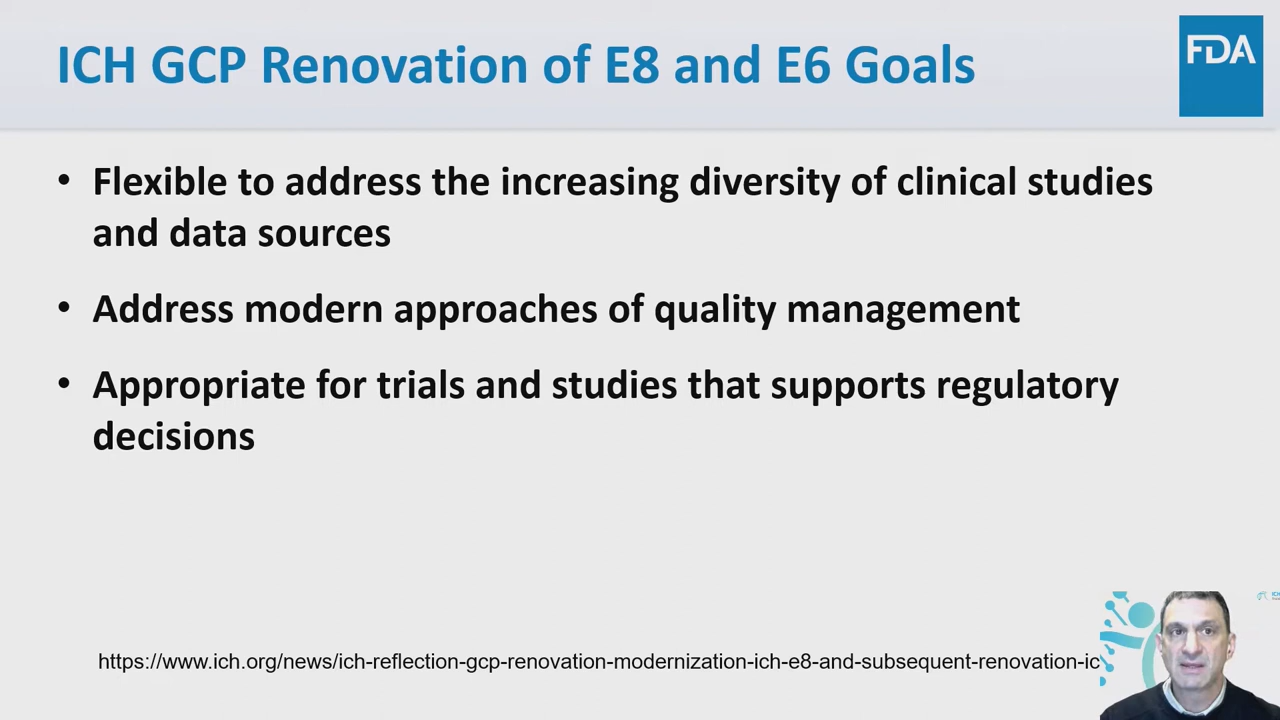 ICH GCP Renovation of E8 and E6 Goals
FDA
• Flexible to address the increasing diversity of clinical studies
and data sources
• Address modern approaches of quality management
• Appropriate for trials and studies that supports regulatory
decisions
https://www.ich.org/news/ich-reflection-gcp-renovation-modernization-ich-e8-and-subsequent-renovation-ic